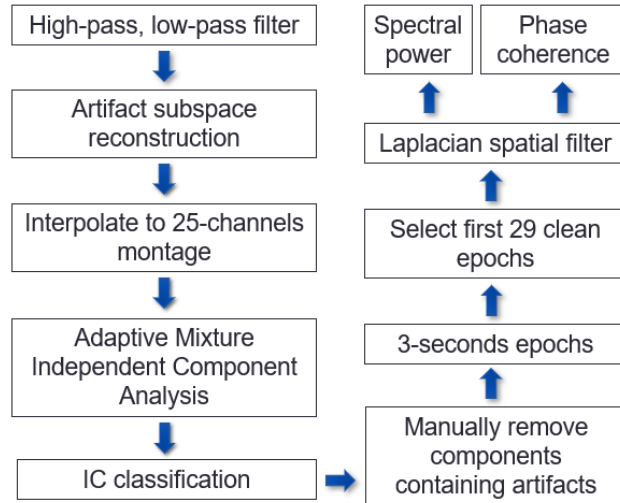 High-pass, low-pass filter
Artifact subspace
reconstruction
Interpolate to 25-channels
montage
Adaptive Mixture
Independent Component
Analysis
IC classification
Manually remove
components
containing artifacts
3-seconds epochs
Select first 29 clean
epochs
Laplacian spatial filter
Spectral
power
Phase
coherence